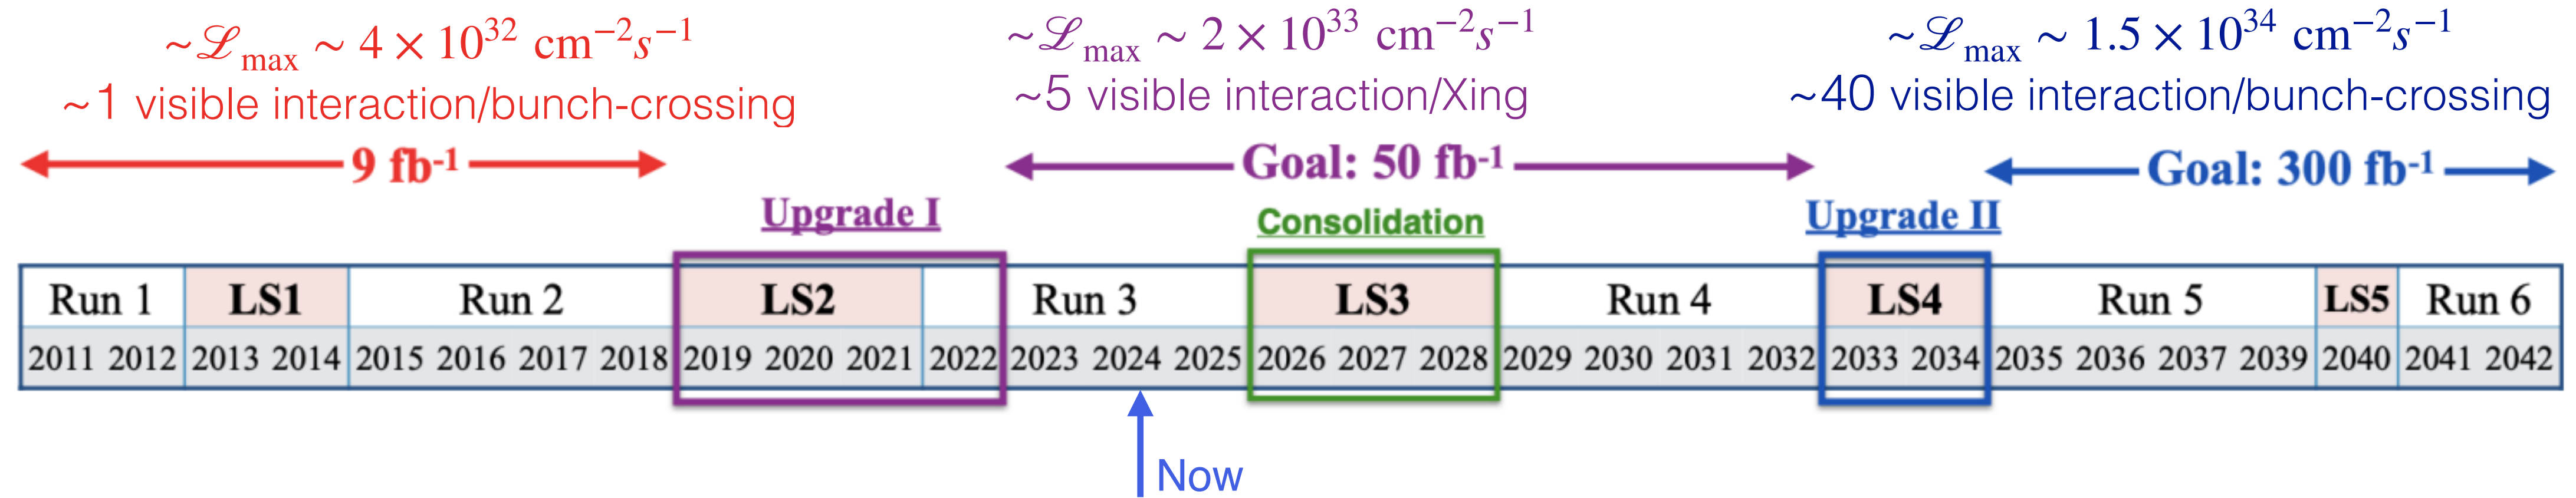 ~ℒmax ~ 4 × 10³² cm⁻²s⁻¹
~1 visible interaction/bunch-crossing
9 fb⁻¹
~ℒmax ~ 2 × 10³³ cm⁻²s⁻¹
~5 visible interaction/Xing
Goal: 50 fb⁻¹
~ℒmax ~ 1.5 × 10³⁴ cm⁻²s⁻¹
~40 visible interaction/bunch-crossing
Goal: 300 fb⁻¹
Upgrade I
Consolidation
Upgrade II
Run 1 LS1 Run 2 LS2 Run 3 LS3 Run 4 LS4 Run 5 LS5 Run 6
2011 2012 2013 2014 2015 2016 2017 2018 2019 2020 2021 2022 2023 2024 2025 2026 2027 2028 2029 2030 2031 2032 2033 2034 2035 2036 2037 2039 2040 2041 2042
Now